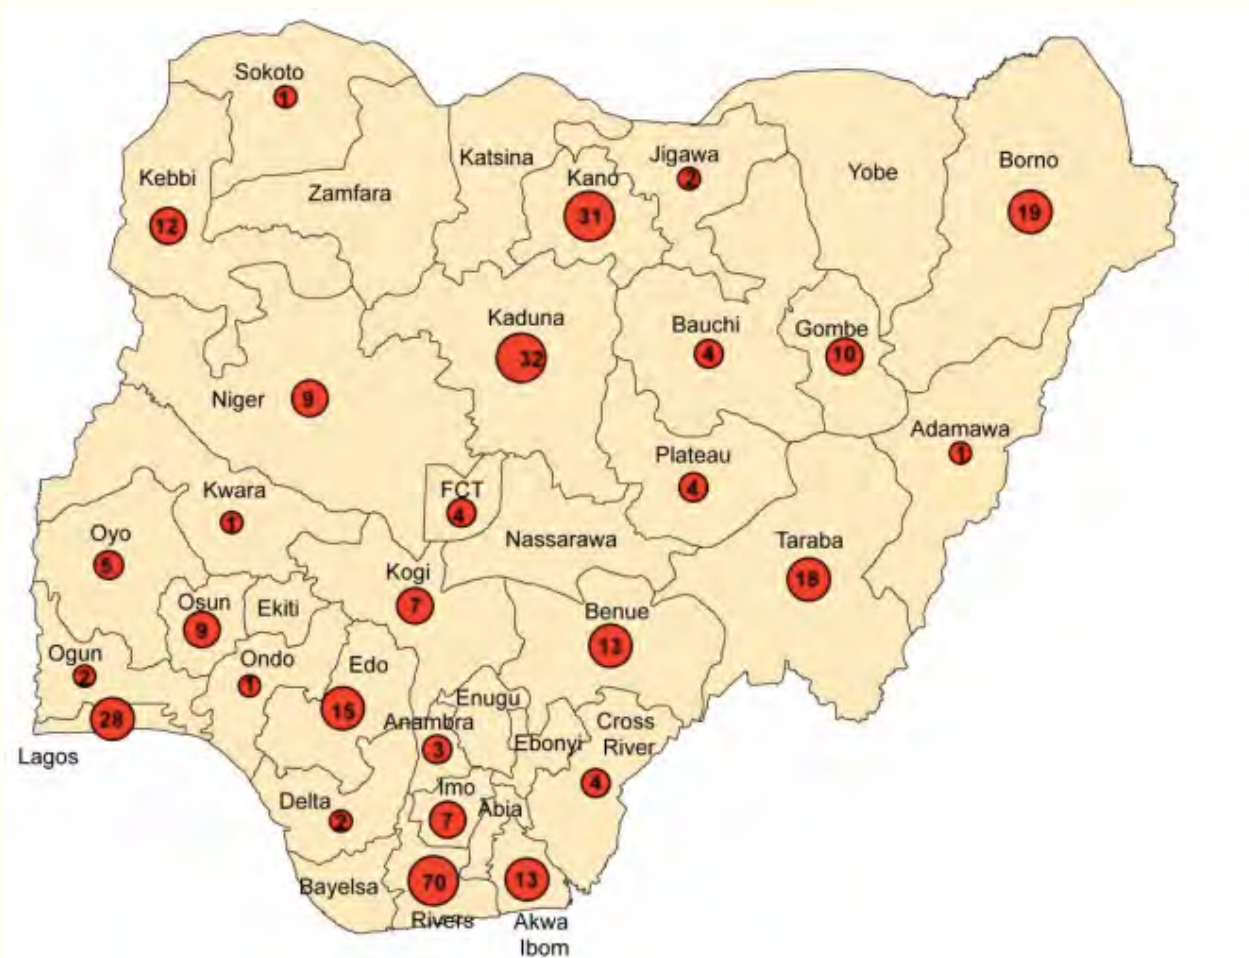 Sokoto
1
Kebbi
12
Zamfara
Katsina
Kano
31
Jigawa
2
Yobe
Borno
19
Kaduna
32
Bauchi
4
Gombe
10
Niger
9
Adamawa
1
Plateau
4
FCT
4
Kwara
1
Oyo
5
Nassarawa
Taraba
Kogi
7
Osun
9
Ekiti
Benue
13
Ogun
2
Ondo
1
Edo
28
Lagos
Anambra
3
Enugu
Ebonyi
Cross
River
4
Delta
2
Imo
7
Abia
Bayelsa
70
Rivers
13
Akwa
Ibom